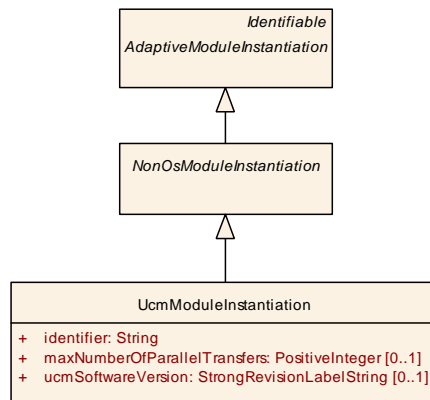 Identifiable
AdaptiveModuleInstantiation
NonOsModuleInstantiation
UcmModuleInstantiation
+ identifier: String
+ maxNumberOfParallelTransfers: PositiveInteger [0..1]
+ ucmSoftwareVersion: StrongRevisionLabelString [0..1]